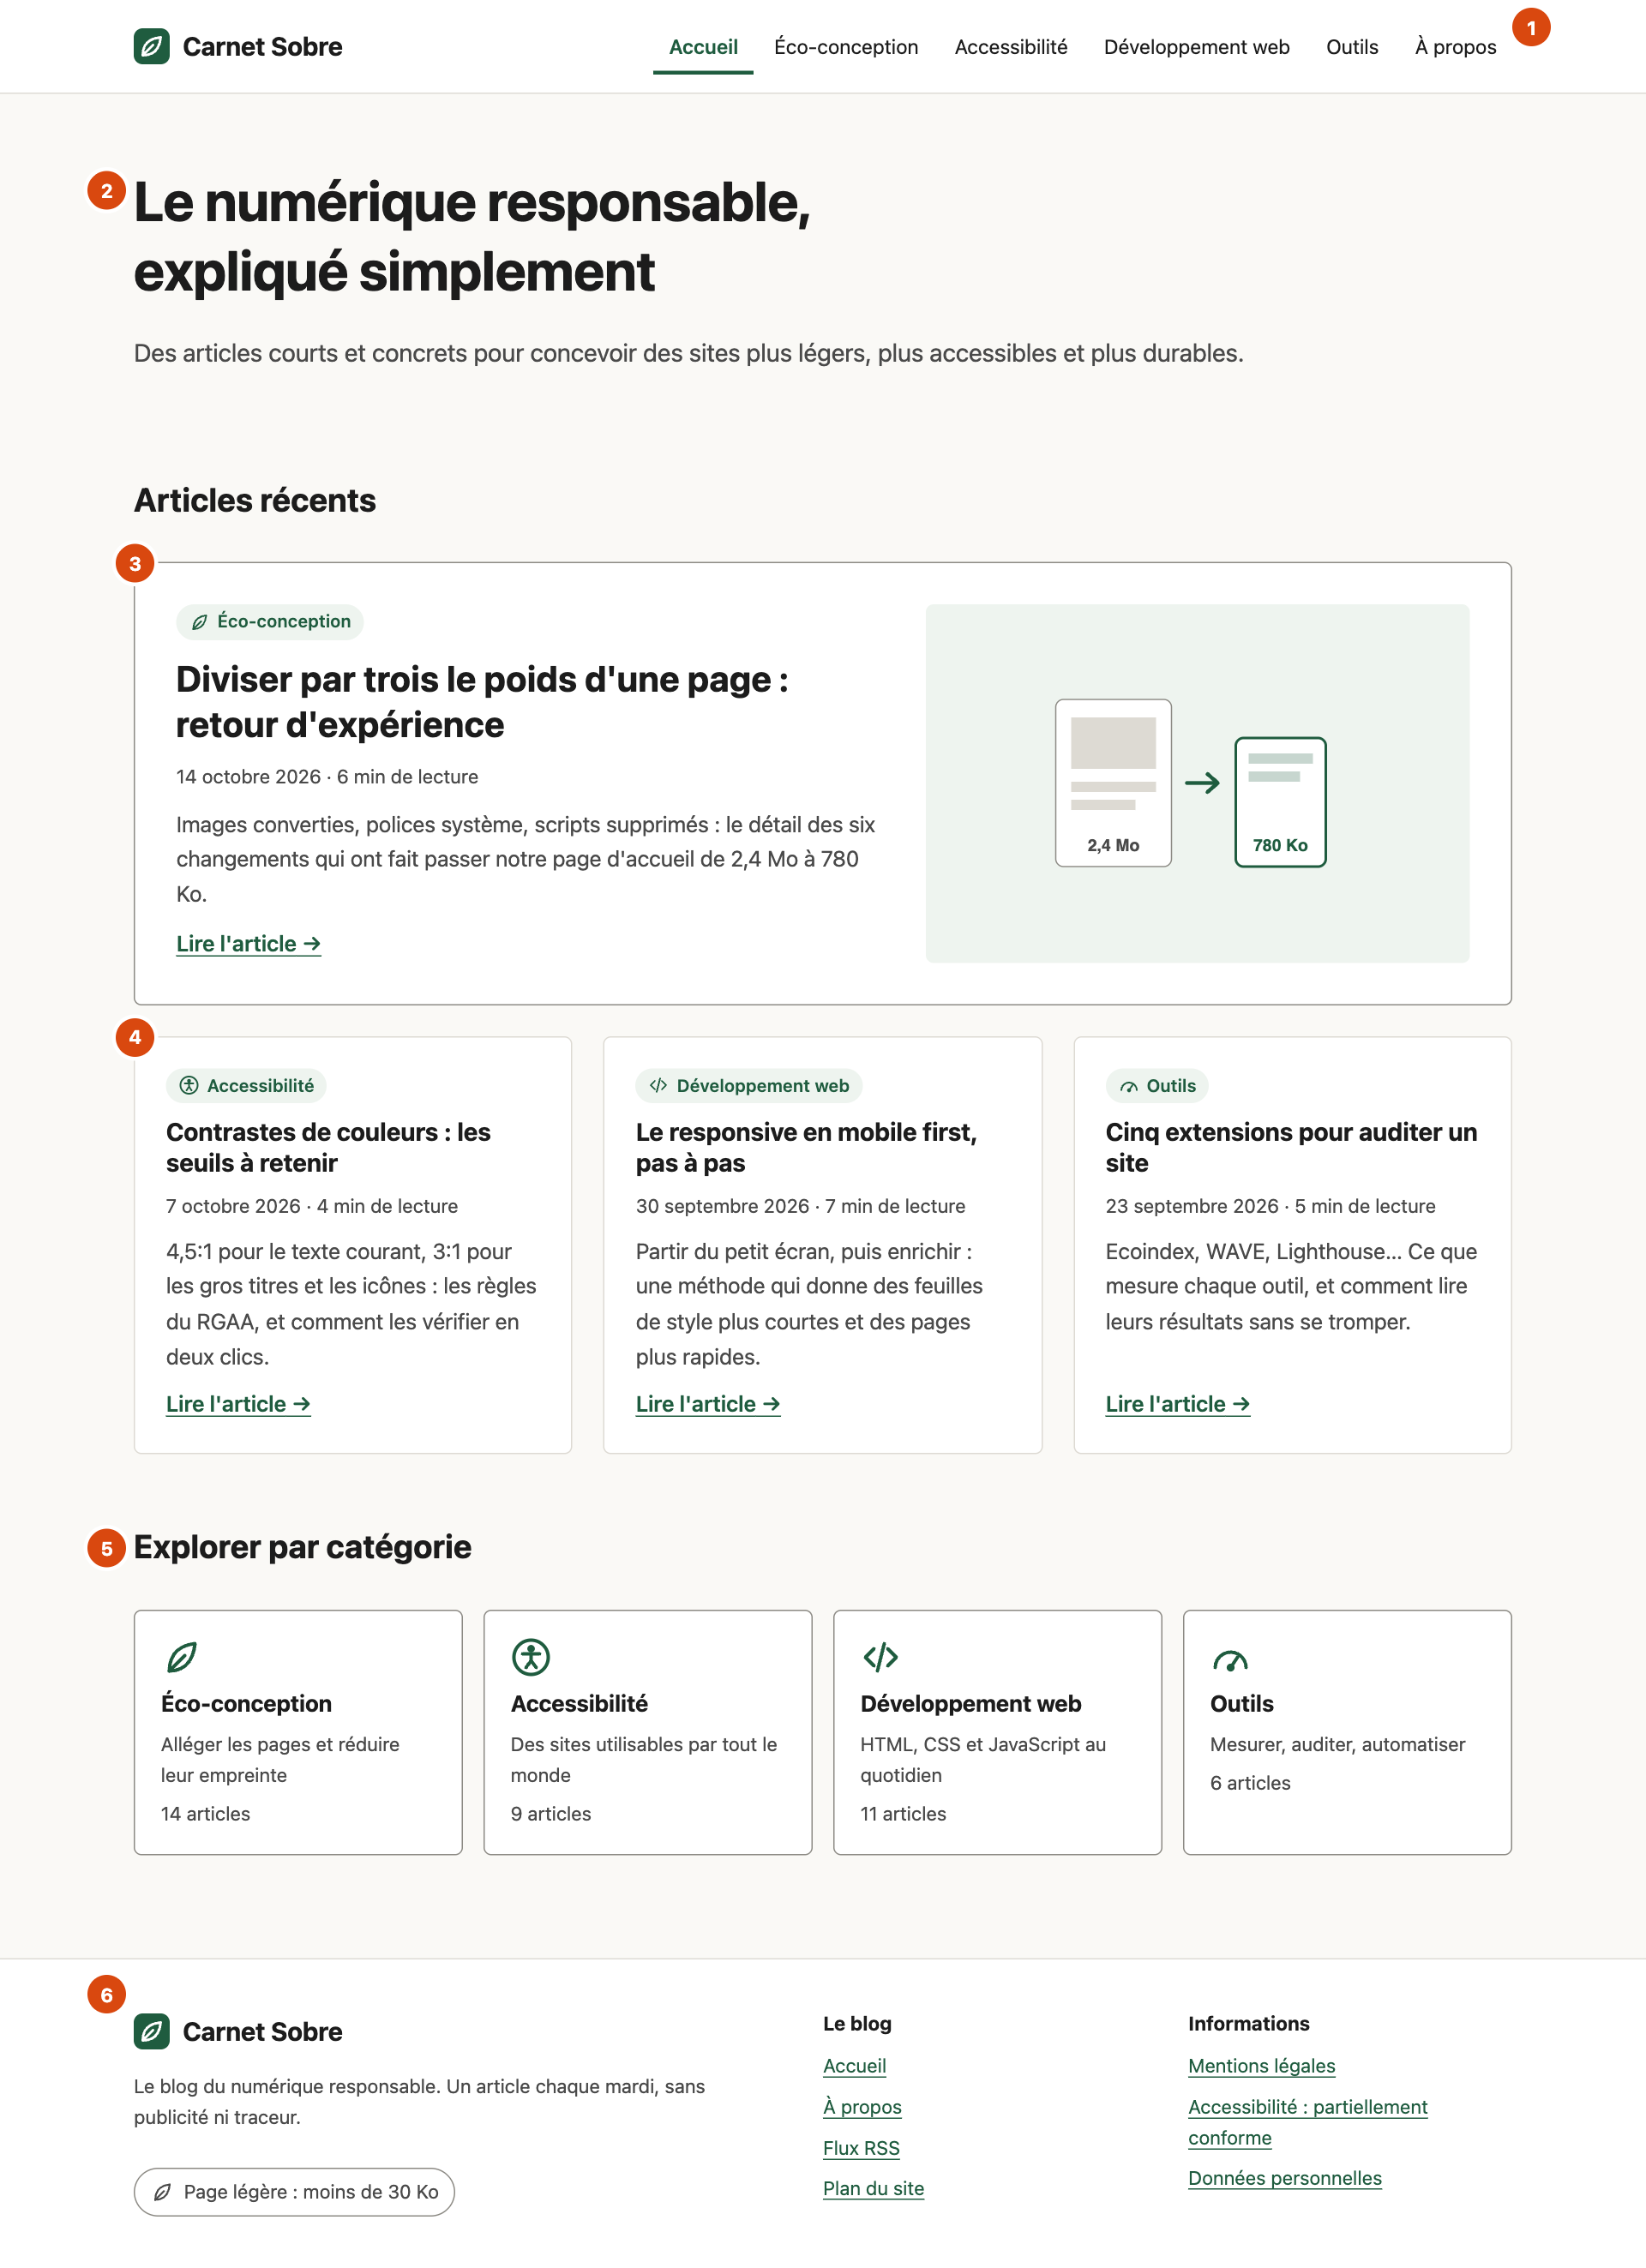 Carnet Sobre
Accueil
Éco-conception
Accessibilité
Développement web
Outils
À propos
1
2
Le numérique responsable,
expliqué simplement
Des articles courts et concrets pour concevoir des sites plus légers, plus accessibles et plus durables.
Articles récents
3
Éco-conception
Diviser par trois le poids d'une page :
retour d'expérience
14 octobre 2026 · 6 min de lecture
Images converties, polices système, scripts supprimés : le détail des six
changements qui ont fait passer notre page d'accueil de 2,4 Mo à 780
Ko.
Lire l'article →
2,4 Mo
→
780 Ko
4
Accessibilité
Contrastes de couleurs : les
seuils à retenir
7 octobre 2026 · 4 min de lecture
4,5:1 pour le texte courant, 3:1 pour
les gros titres et les icônes : les règles
du RGAA, et comment les vérifier en
deux clics.
Lire l'article →
Développement web
Le responsive en mobile first,
pas à pas
30 septembre 2026 · 7 min de lecture
Partir du petit écran, puis enrichir :
une méthode qui donne des feuilles
de style plus courtes et des pages
plus rapides.
Lire l'article →
Outils
Cinq extensions pour auditer un
site
23 septembre 2026 · 5 min de lecture
Ecoindex, WAVE, Lighthouse… Ce que
mesure chaque outil, et comment lire
leurs résultats sans se tromper.
Lire l'article →
5
Explorer par catégorie
Éco-conception
Alléger les pages et réduire
leur empreinte
14 articles
Accessibilité
Des sites utilisables par tout le
monde
9 articles
Développement web
HTML, CSS et JavaScript au
quotidien
11 articles
Outils
Mesurer, auditer, automatiser
6 articles
6
Carnet Sobre
Le blog du numérique responsable. Un article chaque mardi, sans
publicité ni traceur.
Page légère : moins de 30 Ko
Le blog
Accueil
À propos
Flux RSS
Plan du site
Informations
Mentions légales
Accessibilité : partiellement
conforme
Données personnelles